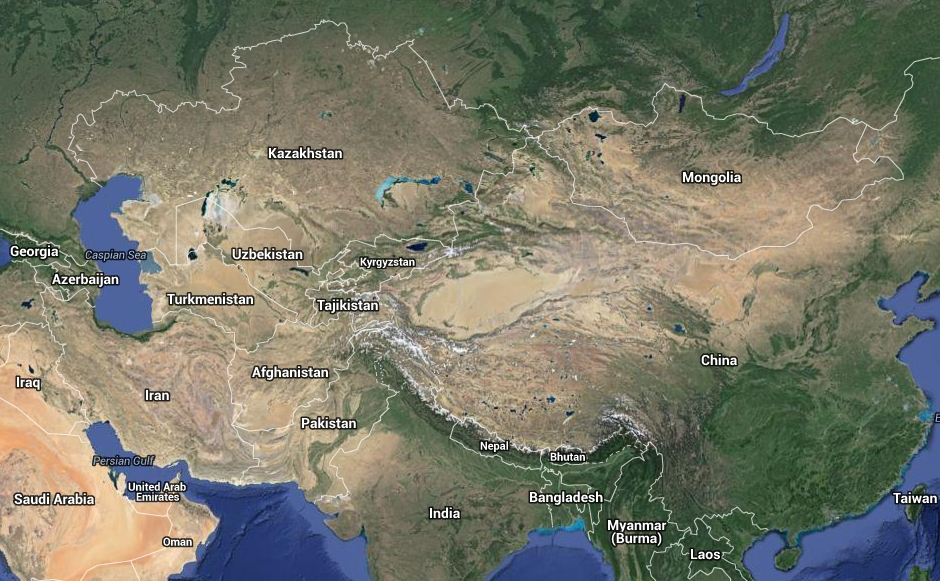 Kazakhstan
Mongolia
Georgia
Caspian Sea
Uzbekistan
Kyrgyzstan
Azerbaijan
Turkmenistan
Tajikistan
China
Afghanistan
Iraq
Iran
Pakistan
Nepal
Bhutan
Persian Gulf
United Arab
Emirates
Saudi Arabia
Bangladesh
Taiwan
India
Myanmar
(Burma)
Oman
Laos